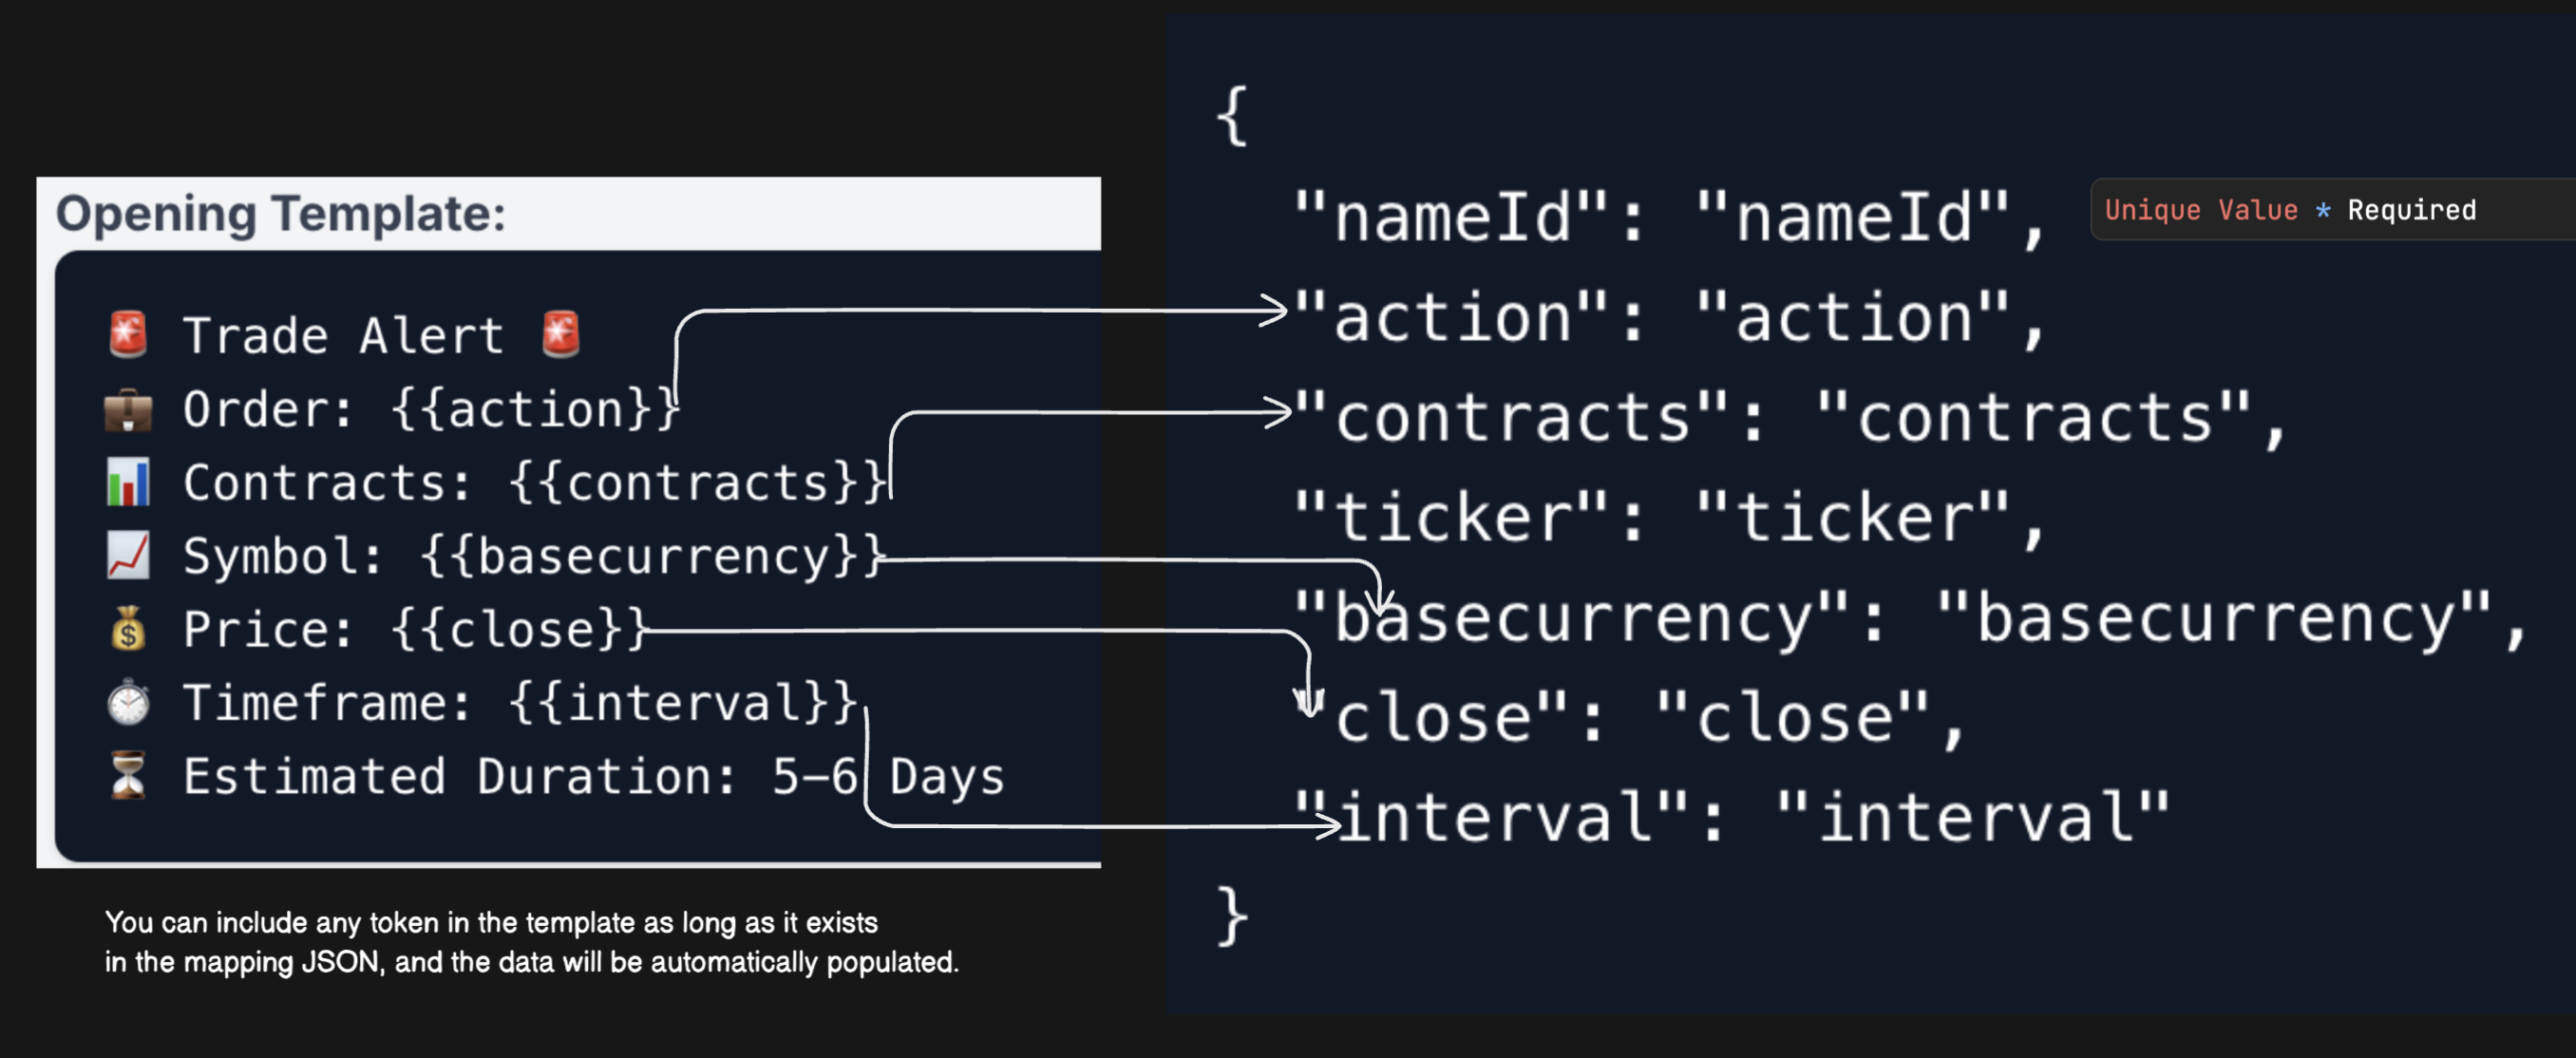 Opening Template:
🚨 Trade Alert 🚨
💼 Order: {{action}}
📊 Contracts: {{contracts}}
📈 Symbol: {{basecurrency}}
💰 Price: {{close}}
⏱️ Timeframe: {{interval}}
⏳ Estimated Duration: 5–6 Days
You can include any token in the template as long as it exists
in the mapping JSON, and the data will be automatically populated.
{
"nameId": "nameId",
Unique Value * Required
"action": "action",
"contracts": "contracts",
"ticker": "ticker",
"basecurrency": "basecurrency",
"close": "close",
"interval": "interval"
}